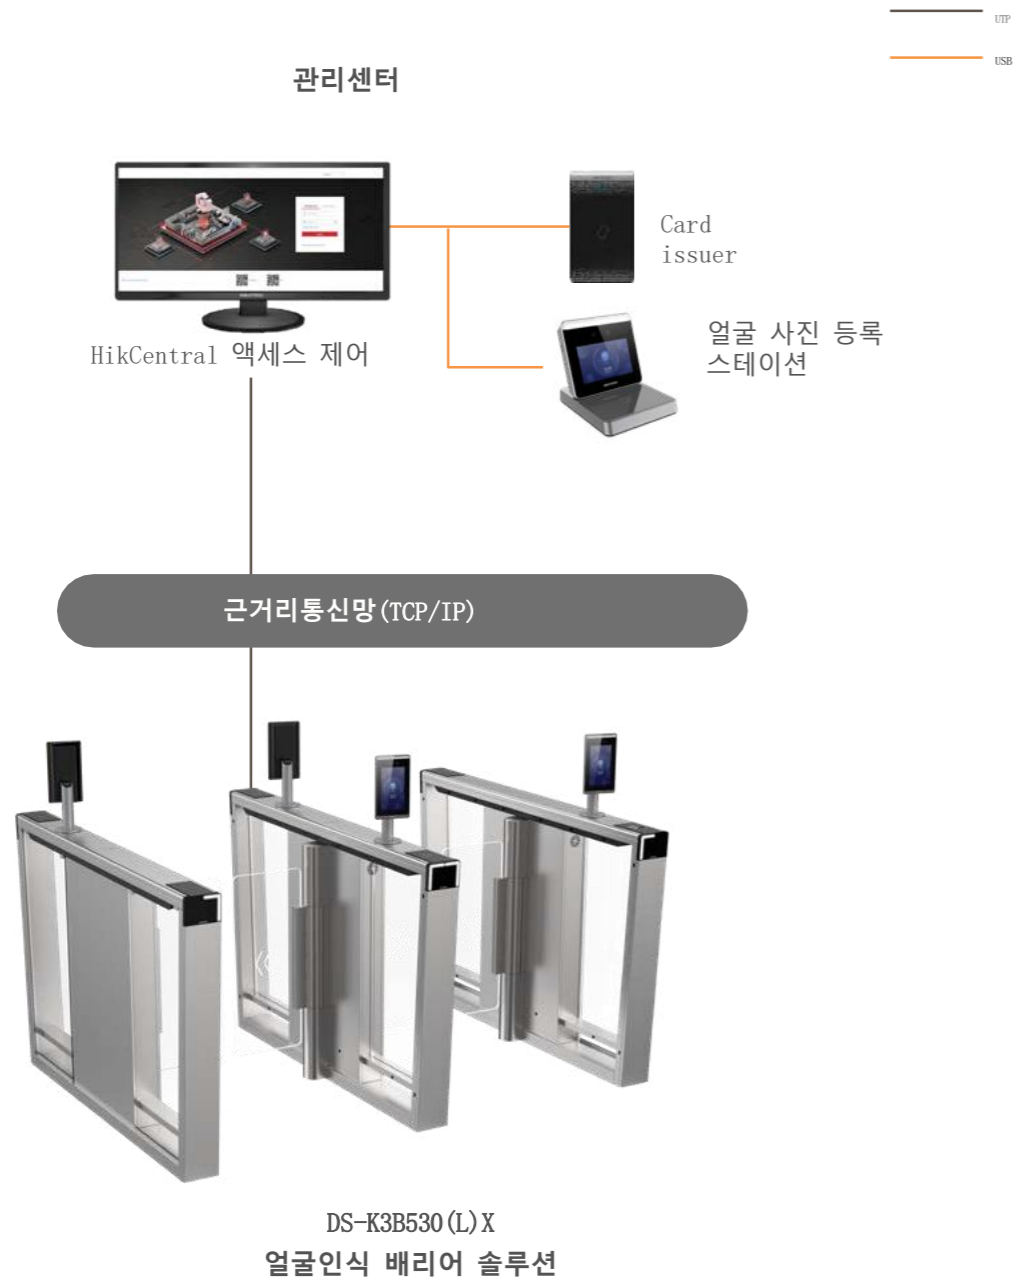 UTP
USB
관리센터
Card
issuer
얼굴 사진 등록
스테이션
HikCentral 액세스 제어
근거리통신망(TCP/IP)
DS-K3B530(L)X
얼굴인식 배리어 솔루션